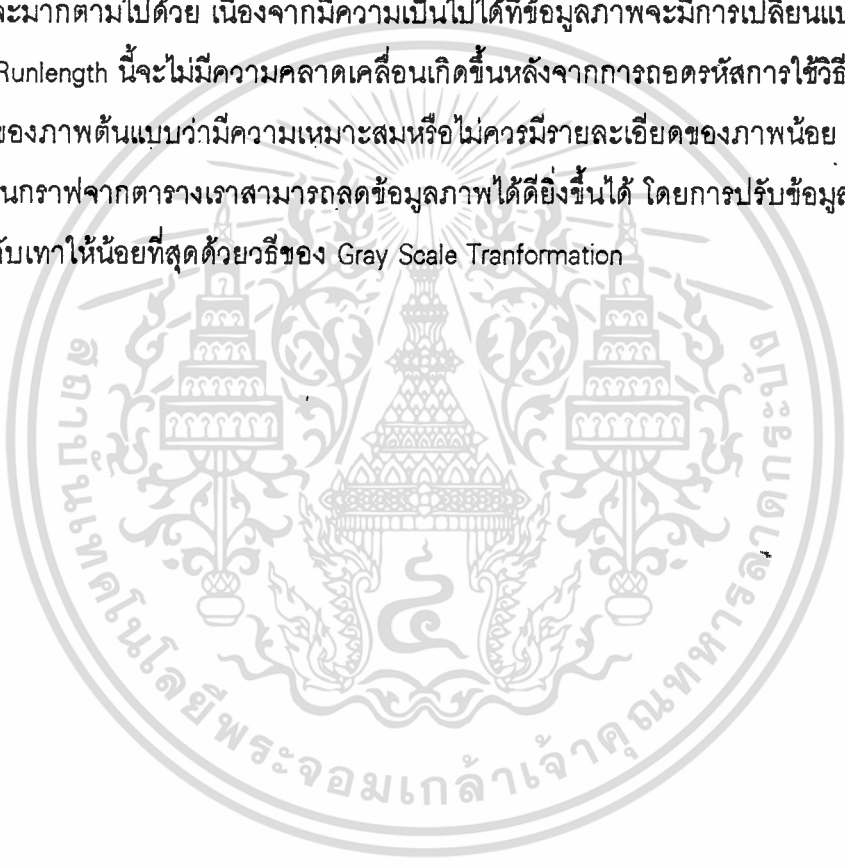 ะมากตามไปด้วย เนื่องจากมีความเป็นไปได้ที่ข้อมูลภาพจะมีการเปลี่ยนแป
Runlength นี้จะไม่มีความคลาดเคลื่อนเกิดขึ้นหลังจากการถอดรหัสการใช้วิธี
ของภาพต้นแบบว่ามีความเหมาะสมหรือไม่ควรมีรายละเอียดของภาพน้อย
นกราฟจากตารางเราสามารถลดข้อมูลภาพได้ดียิ่งขึ้นได้ โดยการปรับข้อมูล
ับเทาให้น้อยที่สุดด้วยวธีของ Gray Scale Tranformation
สถาบันเทคโนโลยีพระจอมเกล้าเจ้าคุณทหารลาดกระบัง